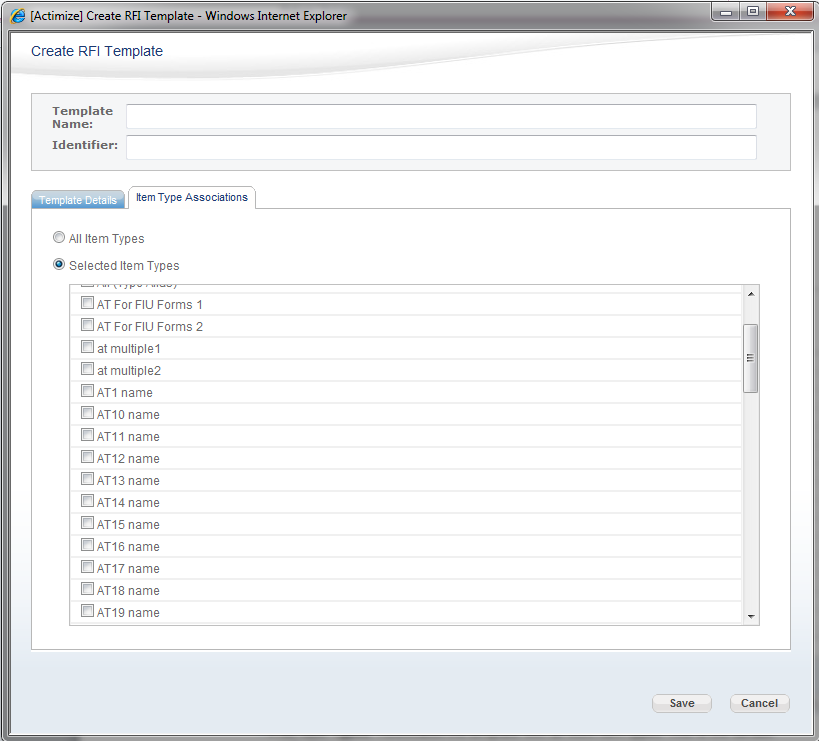 [Actimize] Create RFI Template - Windows Internet Explorer
Create RFI Template
Template
Name:
Identifier:
Template Details
Item Type Associations
All Item Types
Selected Item Types
All (Type Alias)
AT For FIU Forms 1
AT For FIU Forms 2
at multiple1
at multiple2
AT1 name
AT10 name
AT11 name
AT12 name
AT13 name
AT14 name
AT15 name
AT16 name
AT17 name
AT18 name
AT19 name
Save
Cancel